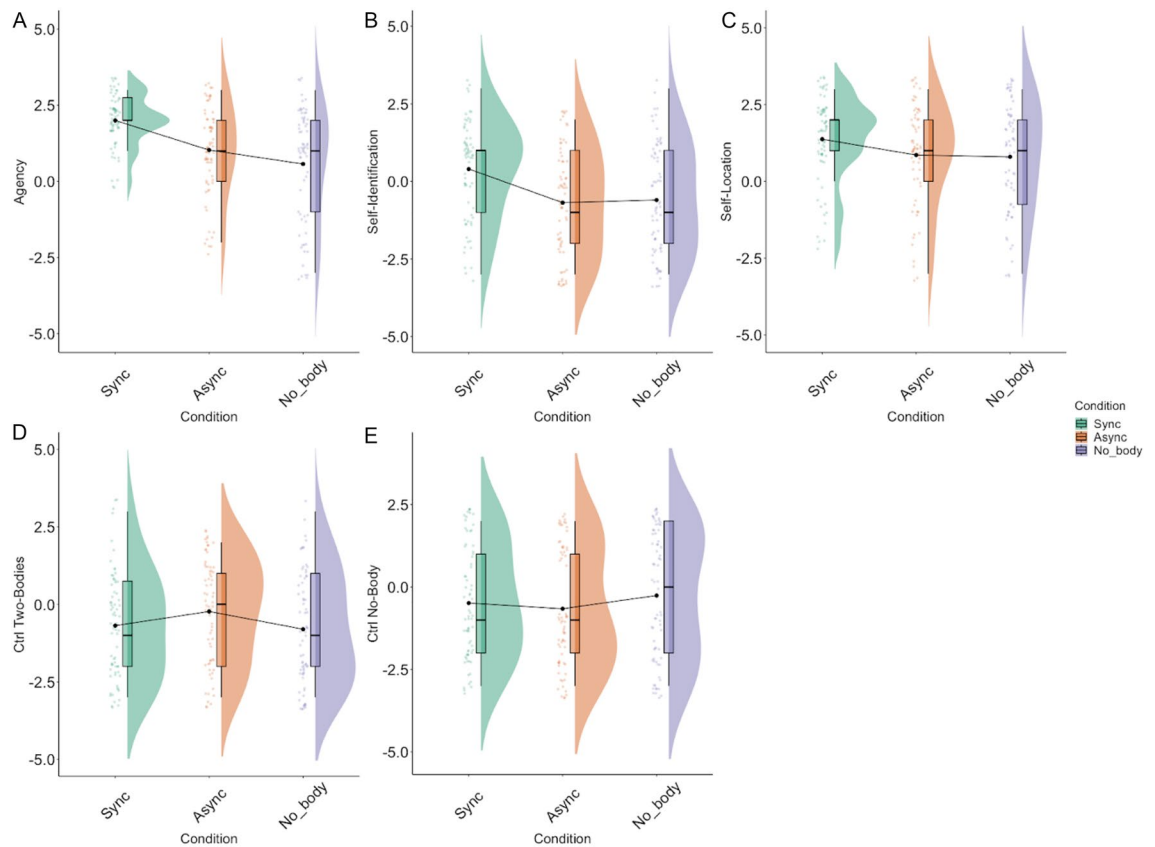 A
5.0
2.5
0.0
-2.5
-5.0
Agency
Sync
Async
No_body
Condition
B
5.0
2.5
0.0
-2.5
-5.0
Self-Identification
Sync
Async
No_body
Condition
C
5.0
2.5
0.0
-2.5
-5.0
Self-Location
Sync
Async
No_body
Condition
Condition
Sync
Async
No_body
D
5.0
2.5
0.0
-2.5
-5.0
Ctrl Two-Bodies
Sync
Async
No_body
Condition
E
2.5
0.0
-2.5
-5.0
Ctrl No-Body
Sync
Async
No_body
Condition